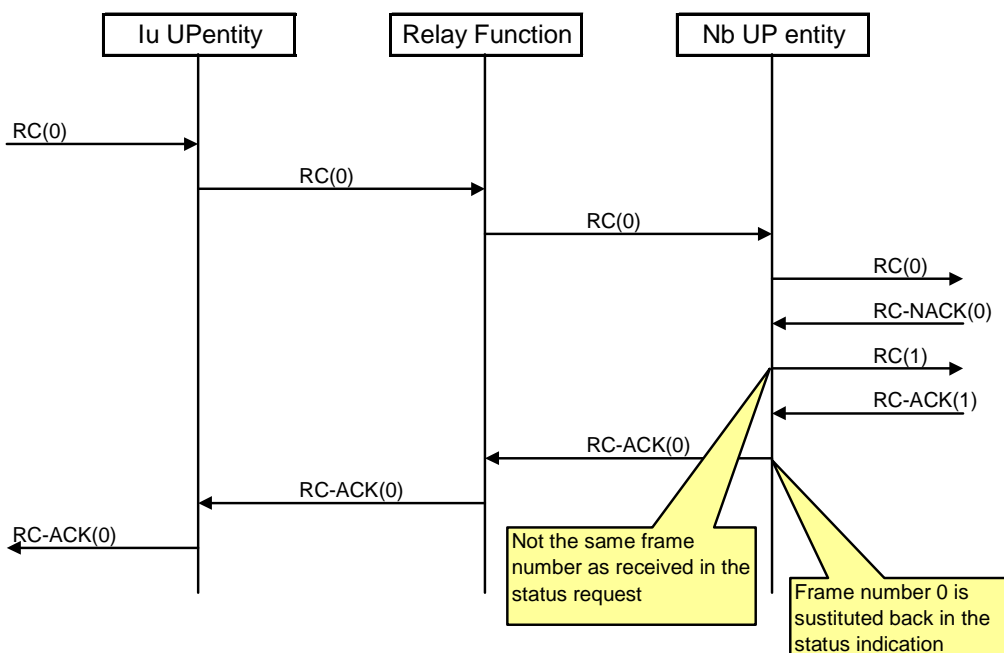 Iu UPentity
Relay Function
Nb UP entity
RC(0)
RC(0)
RC(0)
RC(0)
RC-NACK(0)
RC(1)
RC-ACK(1)
RC-ACK(0)
RC-ACK(0)
RC-ACK(0)
Not the same frame
number as received in the
status request
Frame number 0 is
sustituted back in the
status indication